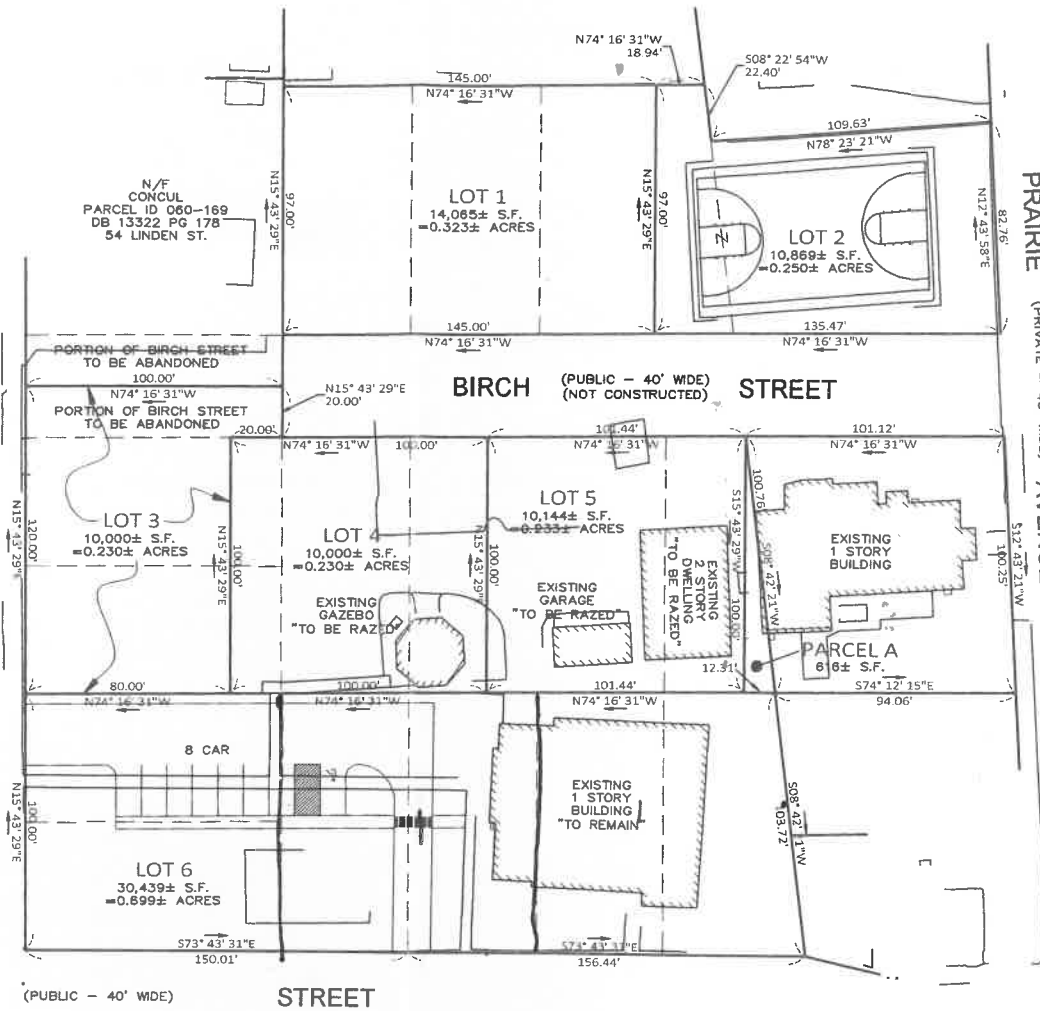 N74° 16' 31"W
18.94'
S08° 22' 54"W
22.40'
145.00'
N74° 16' 31"W
109.63'
N78° 23' 21"W
N/F
CONCUL
PARCEL ID 060-169
DB 13322 PG 178
54 LINDEN ST.
N15° 43' 29"E
97.00'
LOT 1
14,065± S.F.
=0.323± ACRES
N15° 43' 29"E
97.00'
LOT 2
10,869± S.F.
=0.250± ACRES
N12° 43' 58"E
82.76'
PRAIRIE
145.00'
N74° 16' 31"W
135.47'
N74° 16' 31"W
PORTION OF BIRCH STREET
TO BE ABANDONED
100.00'
N74° 16' 31"W
PORTION OF BIRCH STREET
TO BE ABANDONED
N15° 43' 29"E
20.00'
BIRCH (PUBLIC - 40' WIDE) STREET
(NOT CONSTRUCTED)
(PRIVATE
20.00'
N74° 16' 31"W
100.00'
101.44'
N74° 16' 31"W
101.12'
N74° 16' 31"W
N15° 43' 29"E
120.00'
LOT 3
10,000± S.F.
=0.230± ACRES
N15° 43' 29"E
100.00'
LOT 4
10,000± S.F.
=0.230± ACRES
N15° 43' 29"E
100.00'
LOT 5
10,144± S.F.
=0.233± ACRES
EXISTING
1 STORY
DWELLING
"TO BE RAZED"
S15° 43' 29"W
100.00'
100.76'
S08° 42' 21"W
EXISTING
1 STORY
BUILDING
S12° 43' 21"W
100.25'
EXISTING
GAZEBO
"TO BE RAZED"
EXISTING
GARAGE
"TO BE RAZED"
PARCEL A
616± S.F.
12.31'
80.00'
N74° 16' 31"W
100.00'
N74° 16' 31"W
101.44'
N74° 16' 31"W
S74° 12' 15"E
94.06'
8 CAR
N15° 43' 29"E
100.00'
EXISTING
1 STORY
BUILDING
"TO REMAIN"
S08° 42'
03.72'
LOT 6
30,439± S.F.
=0.699± ACRES
S73° 43' 31"E
150.01'
S73° 43' 31"E
156.44'
(PUBLIC - 40' WIDE) STREET